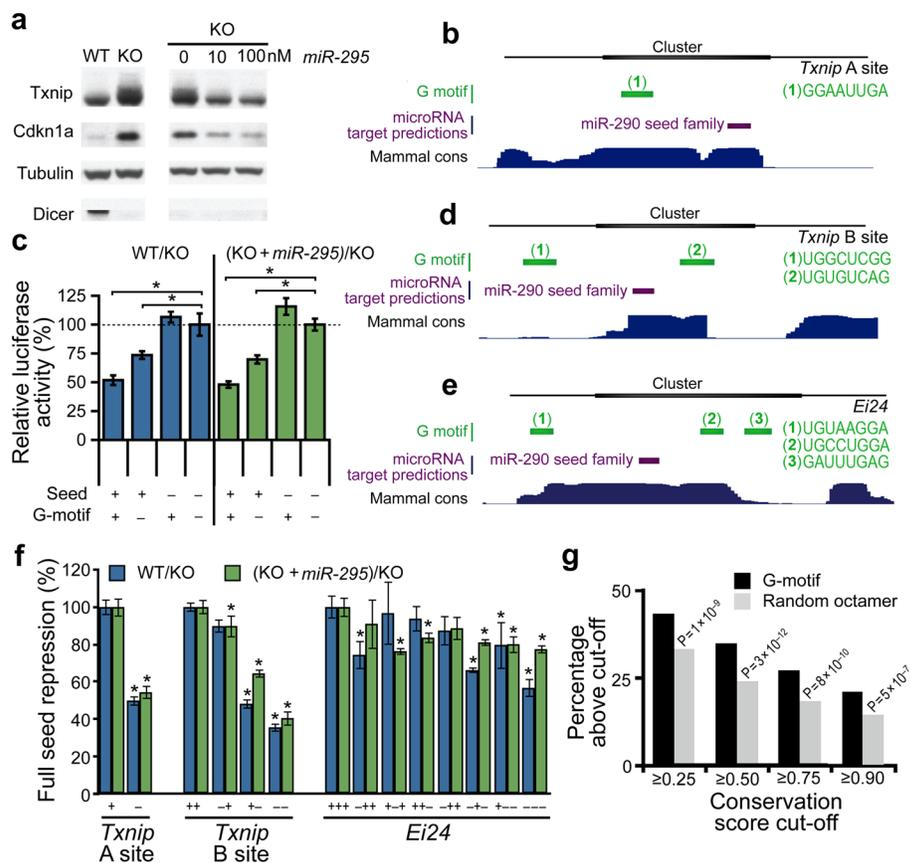 a
KO
WT KO 0 10 100 nM miR-295
Txnip
Cdkn1a
Tubulin
Dicer
b
Cluster
Txnip A site
G motif (1) (1)GGAAUUGA
microRNA
target predictions
miR-290 seed family
Mammal cons
c
WT/KO (KO + miR-295)/KO
* *
* *
Relative luciferase
activity (%)
125
100
75
50
25
0
Seed + + – – + + – –
G-motif + – + – + – + –
d
Cluster
Txnip B site
G motif (1) (2) (1)UGGCUCGG
(2)UGUGUCAG
microRNA
target predictions
miR-290 seed family
Mammal cons
e
Cluster
Ei24
G motif (1) (2) (3) (1)UGUAAGGA
(2)UGCCUGGA
(3)GAUUUGAG
microRNA
target predictions
miR-290 seed family
Mammal cons
f
WT/KO (KO + miR-295)/KO
Full seed repression (%)
120
100
80
60
40
20
0
* * * * * * * * * * * * * * *
+ – ++ –+ +– –– +++ –++ +–+ ++– –++ –+– +–– –––
Txnip
A site
Txnip
B site
Ei24
g
G-motif
Random octamer
Percentage
above cut-off
50
25
0
P=1×10⁻⁹
P=3×10⁻¹²
P=8×10⁻¹⁰
P=5×10⁻⁷
≥0.25 ≥0.50 ≥0.75 ≥0.90
Conservation
score cut-off